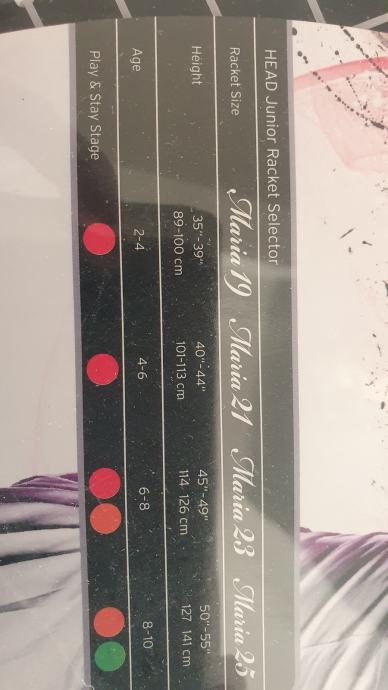 HEAD Junior Racket Selector
Racket Size Maria 19 Maria 21 Maria 23 Maria 25
Height 35"-39" 40"-44" 45"-49" 50"-55"
89-100 cm 101-113 cm 114-126 cm 127-141 cm
Age 2-4 4-6 6-8 8-10
Play & Stay Stage